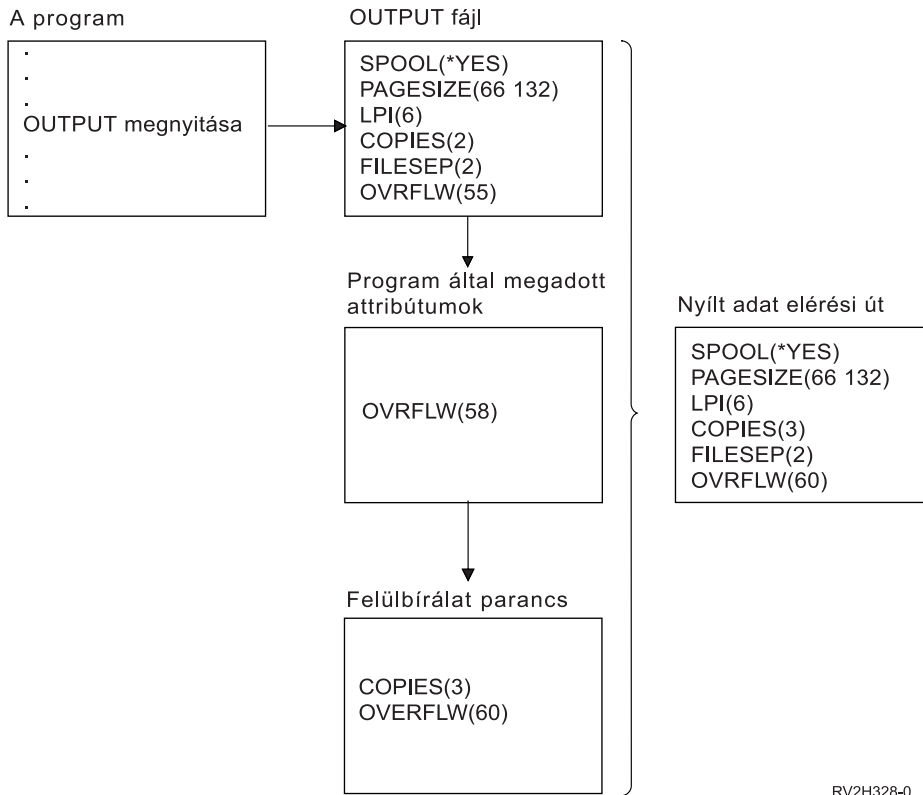 A program
.
.
.
OUTPUT megnyitása
.
.
.
OUTPUT fájl
SPOOL(*YES)
PAGESIZE(66 132)
LPI(6)
COPIES(2)
FILESEP(2)
OVRFLW(55)
Program által megadott
attribútumok
OVRFLW(58)
Felülbírálat parancs
COPIES(3)
OVERFLW(60)
Nyílt adat elérési út
SPOOL(*YES)
PAGESIZE(66 132)
LPI(6)
COPIES(3)
FILESEP(2)
OVRFLW(60)
RV2H328-0